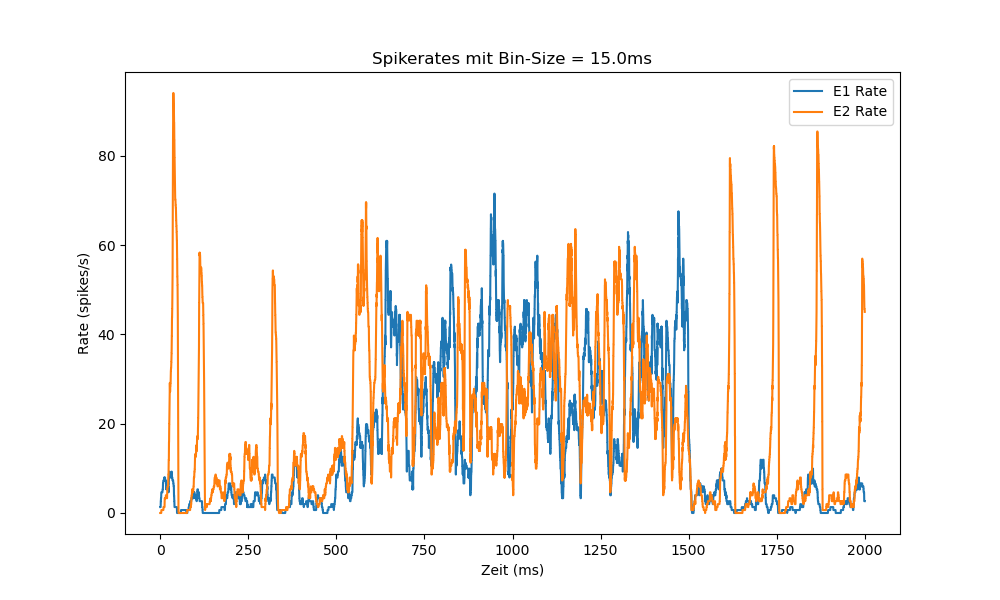 Spikerates mit Bin-Size = 15.0ms
E1 Rate
E2 Rate
Rate (spikes/s)
80
60
40
20
0
0 250 500 750 1000 1250 1500 1750 2000
Zeit (ms)